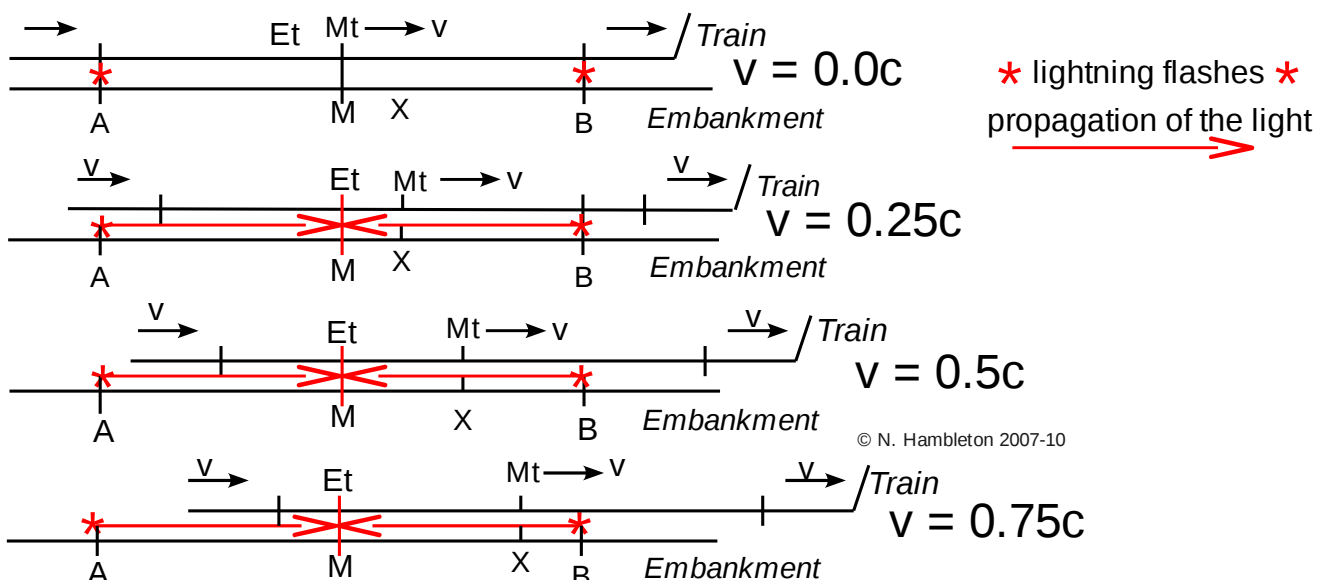 Et Mt v Train
v = 0.0c
* lightning flashes *
A M X B Embankment
propagation of the light
v Et Mt v v Train
v = 0.25c
A M X B Embankment
v Et Mt v v Train
v = 0.5c
A M X B Embankment
© N. Hambleton 2007-10
v Et Mt v v Train
v = 0.75c
A M X B Embankment